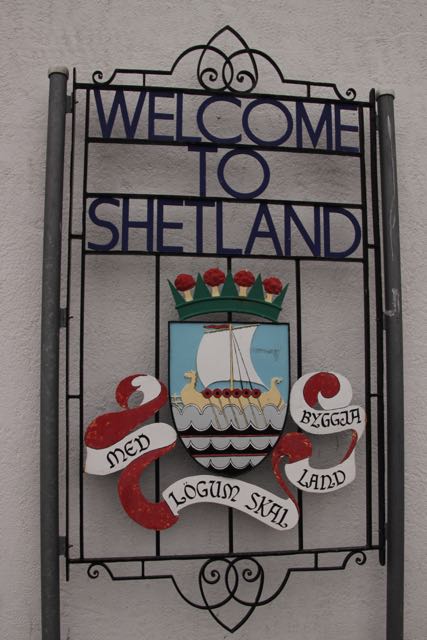 WELCOME
TO
SHETLAND
MED
LÖGUM SKAL
LAND
BYGGJA